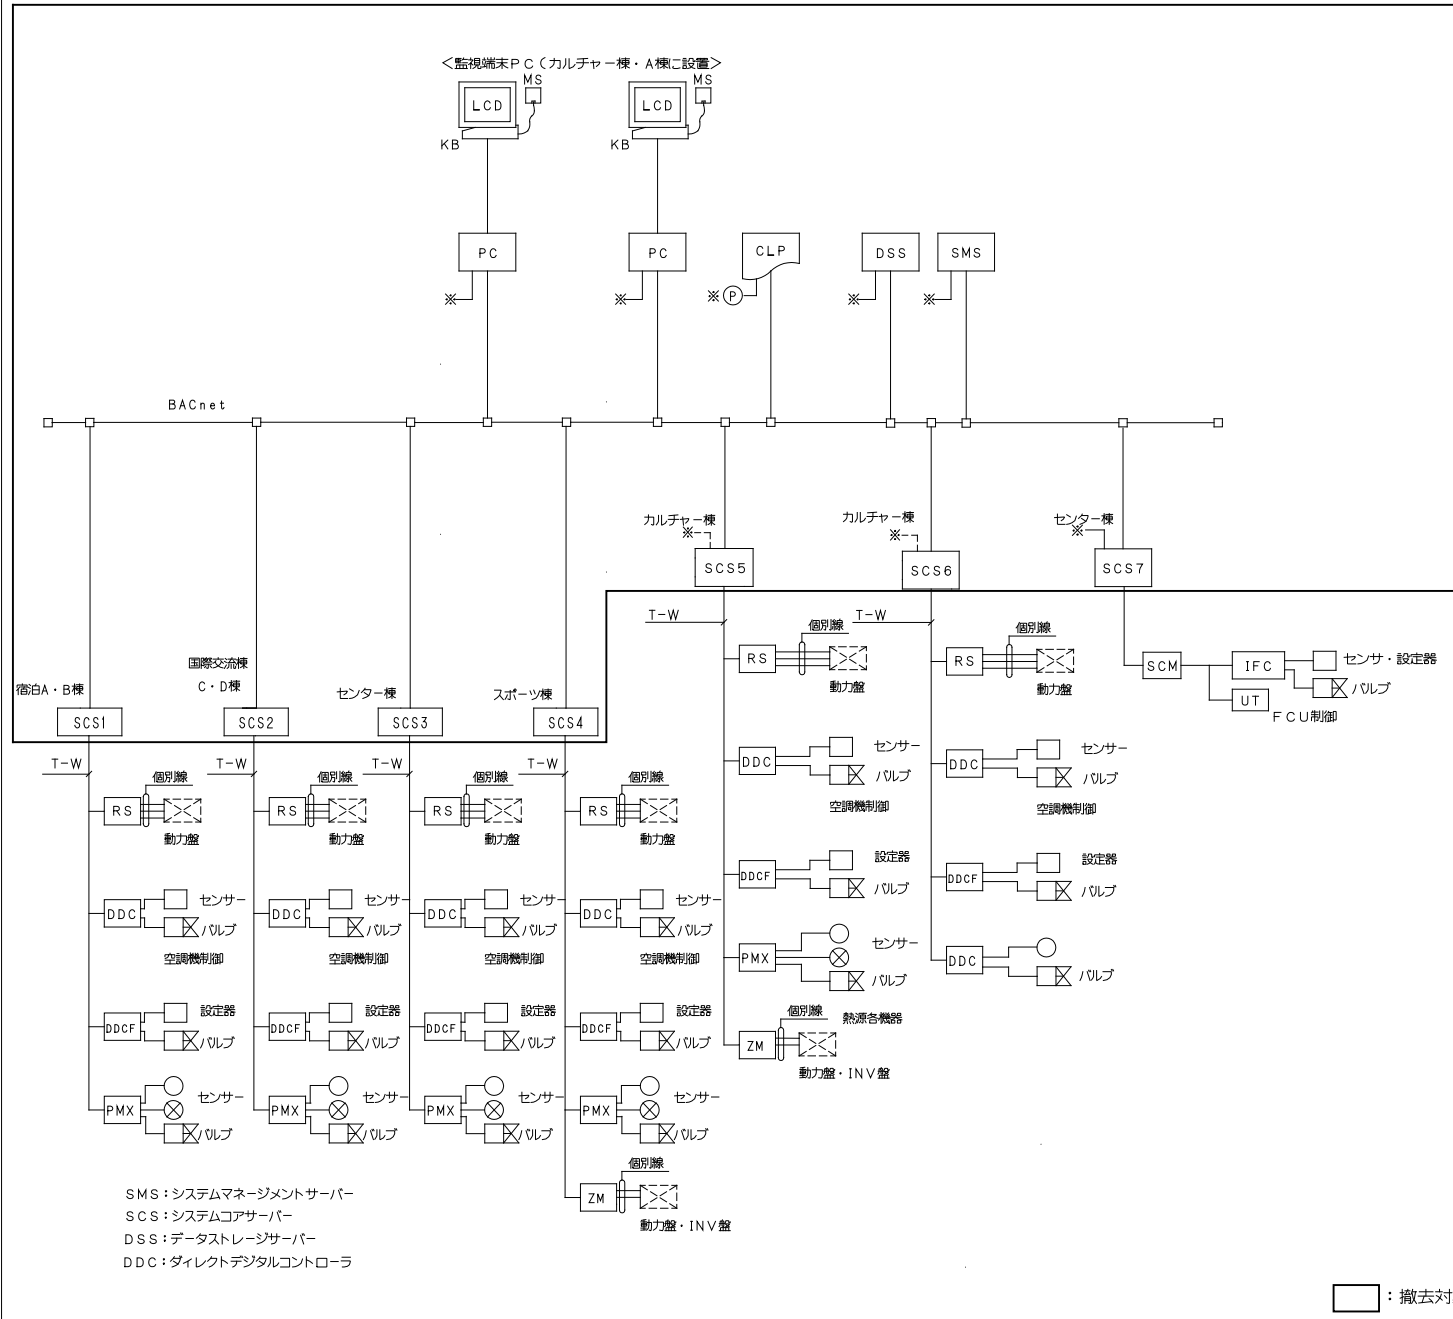 ＜監視端末ＰＣ（カルチャー棟・Ａ棟に設置＞
MS
MS
LCD
LCD
KB
KB
PC
PC
CLP
DSS
SMS
※
※
※ P
※
※
BACnet
カルチャー棟
※
カルチャー棟
※
センター棟
※
SCS5
SCS6
SCS7
宿泊Ａ・Ｂ棟
国際交流棟
Ｃ・Ｄ棟
センター棟
スポーツ棟
SCS1
SCS2
SCS3
SCS4
T-W
個別線
RS
動力盤
DDC
センサー
バルブ
空調機制御
DDCF
設定器
バルブ
PMX
センサー
バルブ
T-W
個別線
RS
動力盤
DDC
センサー
バルブ
空調機制御
DDCF
設定器
バルブ
PMX
センサー
バルブ
T-W
個別線
RS
動力盤
DDC
センサー
バルブ
空調機制御
DDCF
設定器
バルブ
PMX
センサー
バルブ
T-W
個別線
RS
動力盤
DDC
センサー
バルブ
空調機制御
DDCF
設定器
バルブ
PMX
センサー
バルブ
個別線
ZM
動力盤・INV盤
T-W
個別線
RS
動力盤
DDC
センサー
バルブ
空調機制御
DDCF
設定器
バルブ
PMX
センサー
バルブ
個別線
熱源各機器
ZM
動力盤・INV盤
T-W
個別線
RS
動力盤
DDC
センサー
バルブ
空調機制御
DDCF
設定器
バルブ
DDC
バルブ
SCM
IFC
センサ・設定器
バルブ
UT
ＦＣＵ制御
SMS：システムマネージメントサーバー
SCS：システムコアサーバー
DSS：データストレージサーバー
DDC：ダイレクトデジタルコントローラ
：撤去対